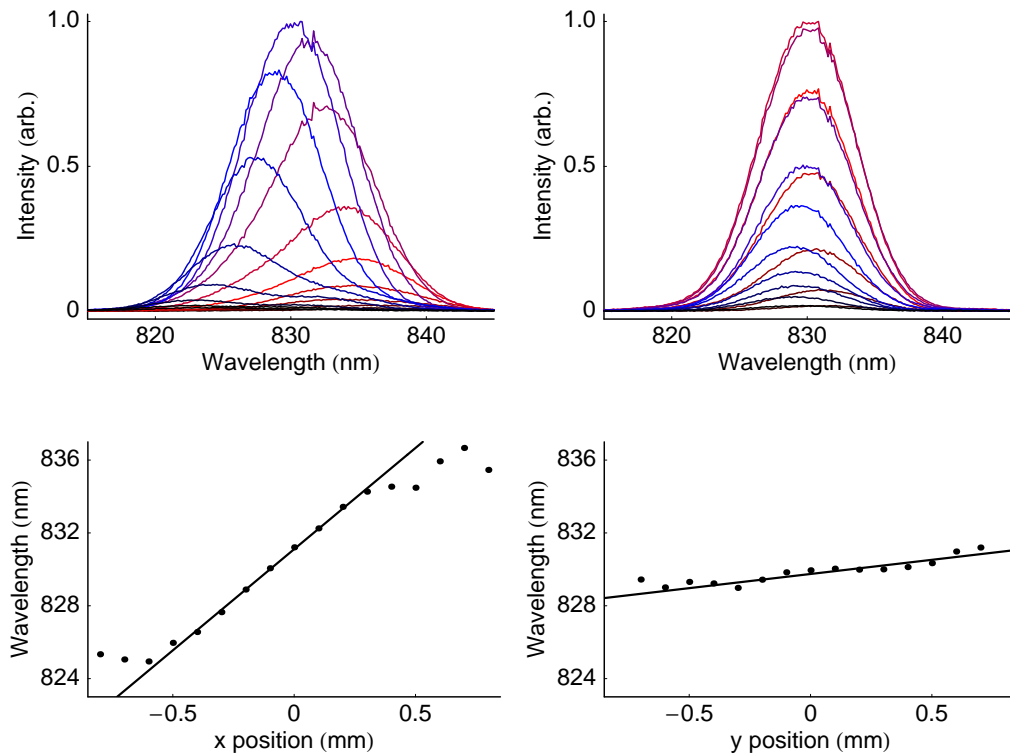 1.0
0.5
0
Intensity (arb.)
820 830 840
Wavelength (nm)
1.0
0.5
0
Intensity (arb.)
820 830 840
Wavelength (nm)
836
832
828
824
Wavelength (nm)
−0.5 0 0.5
x position (mm)
836
832
828
824
Wavelength (nm)
−0.5 0 0.5
y position (mm)